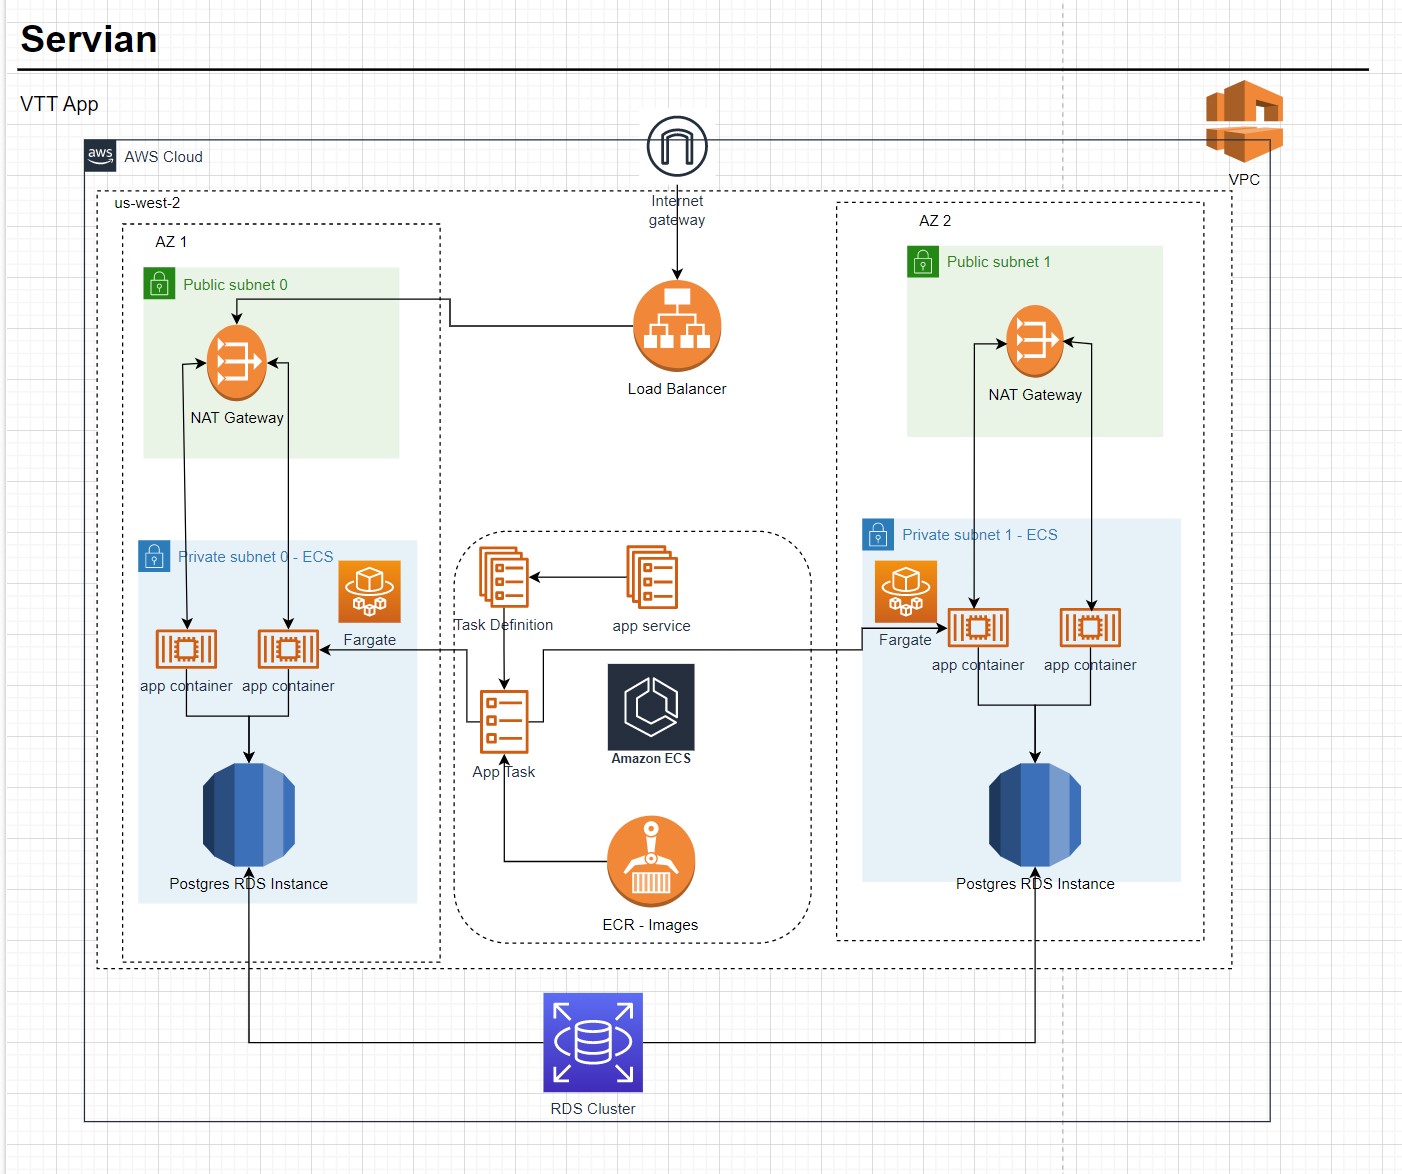 Servian
VTT App
aws
AWS Cloud
VPC
Internet
gateway
us-west-2
AZ 1
AZ 2
Public subnet 0
Public subnet 1
Load Balancer
NAT Gateway
NAT Gateway
Private subnet 0 - ECS
Private subnet 1 - ECS
Fargate
Task Definition
app service
Fargate
app container
app container
app container
app container
Amazon ECS
App Task
Postgres RDS Instance
Postgres RDS Instance
ECR - Images
RDS Cluster